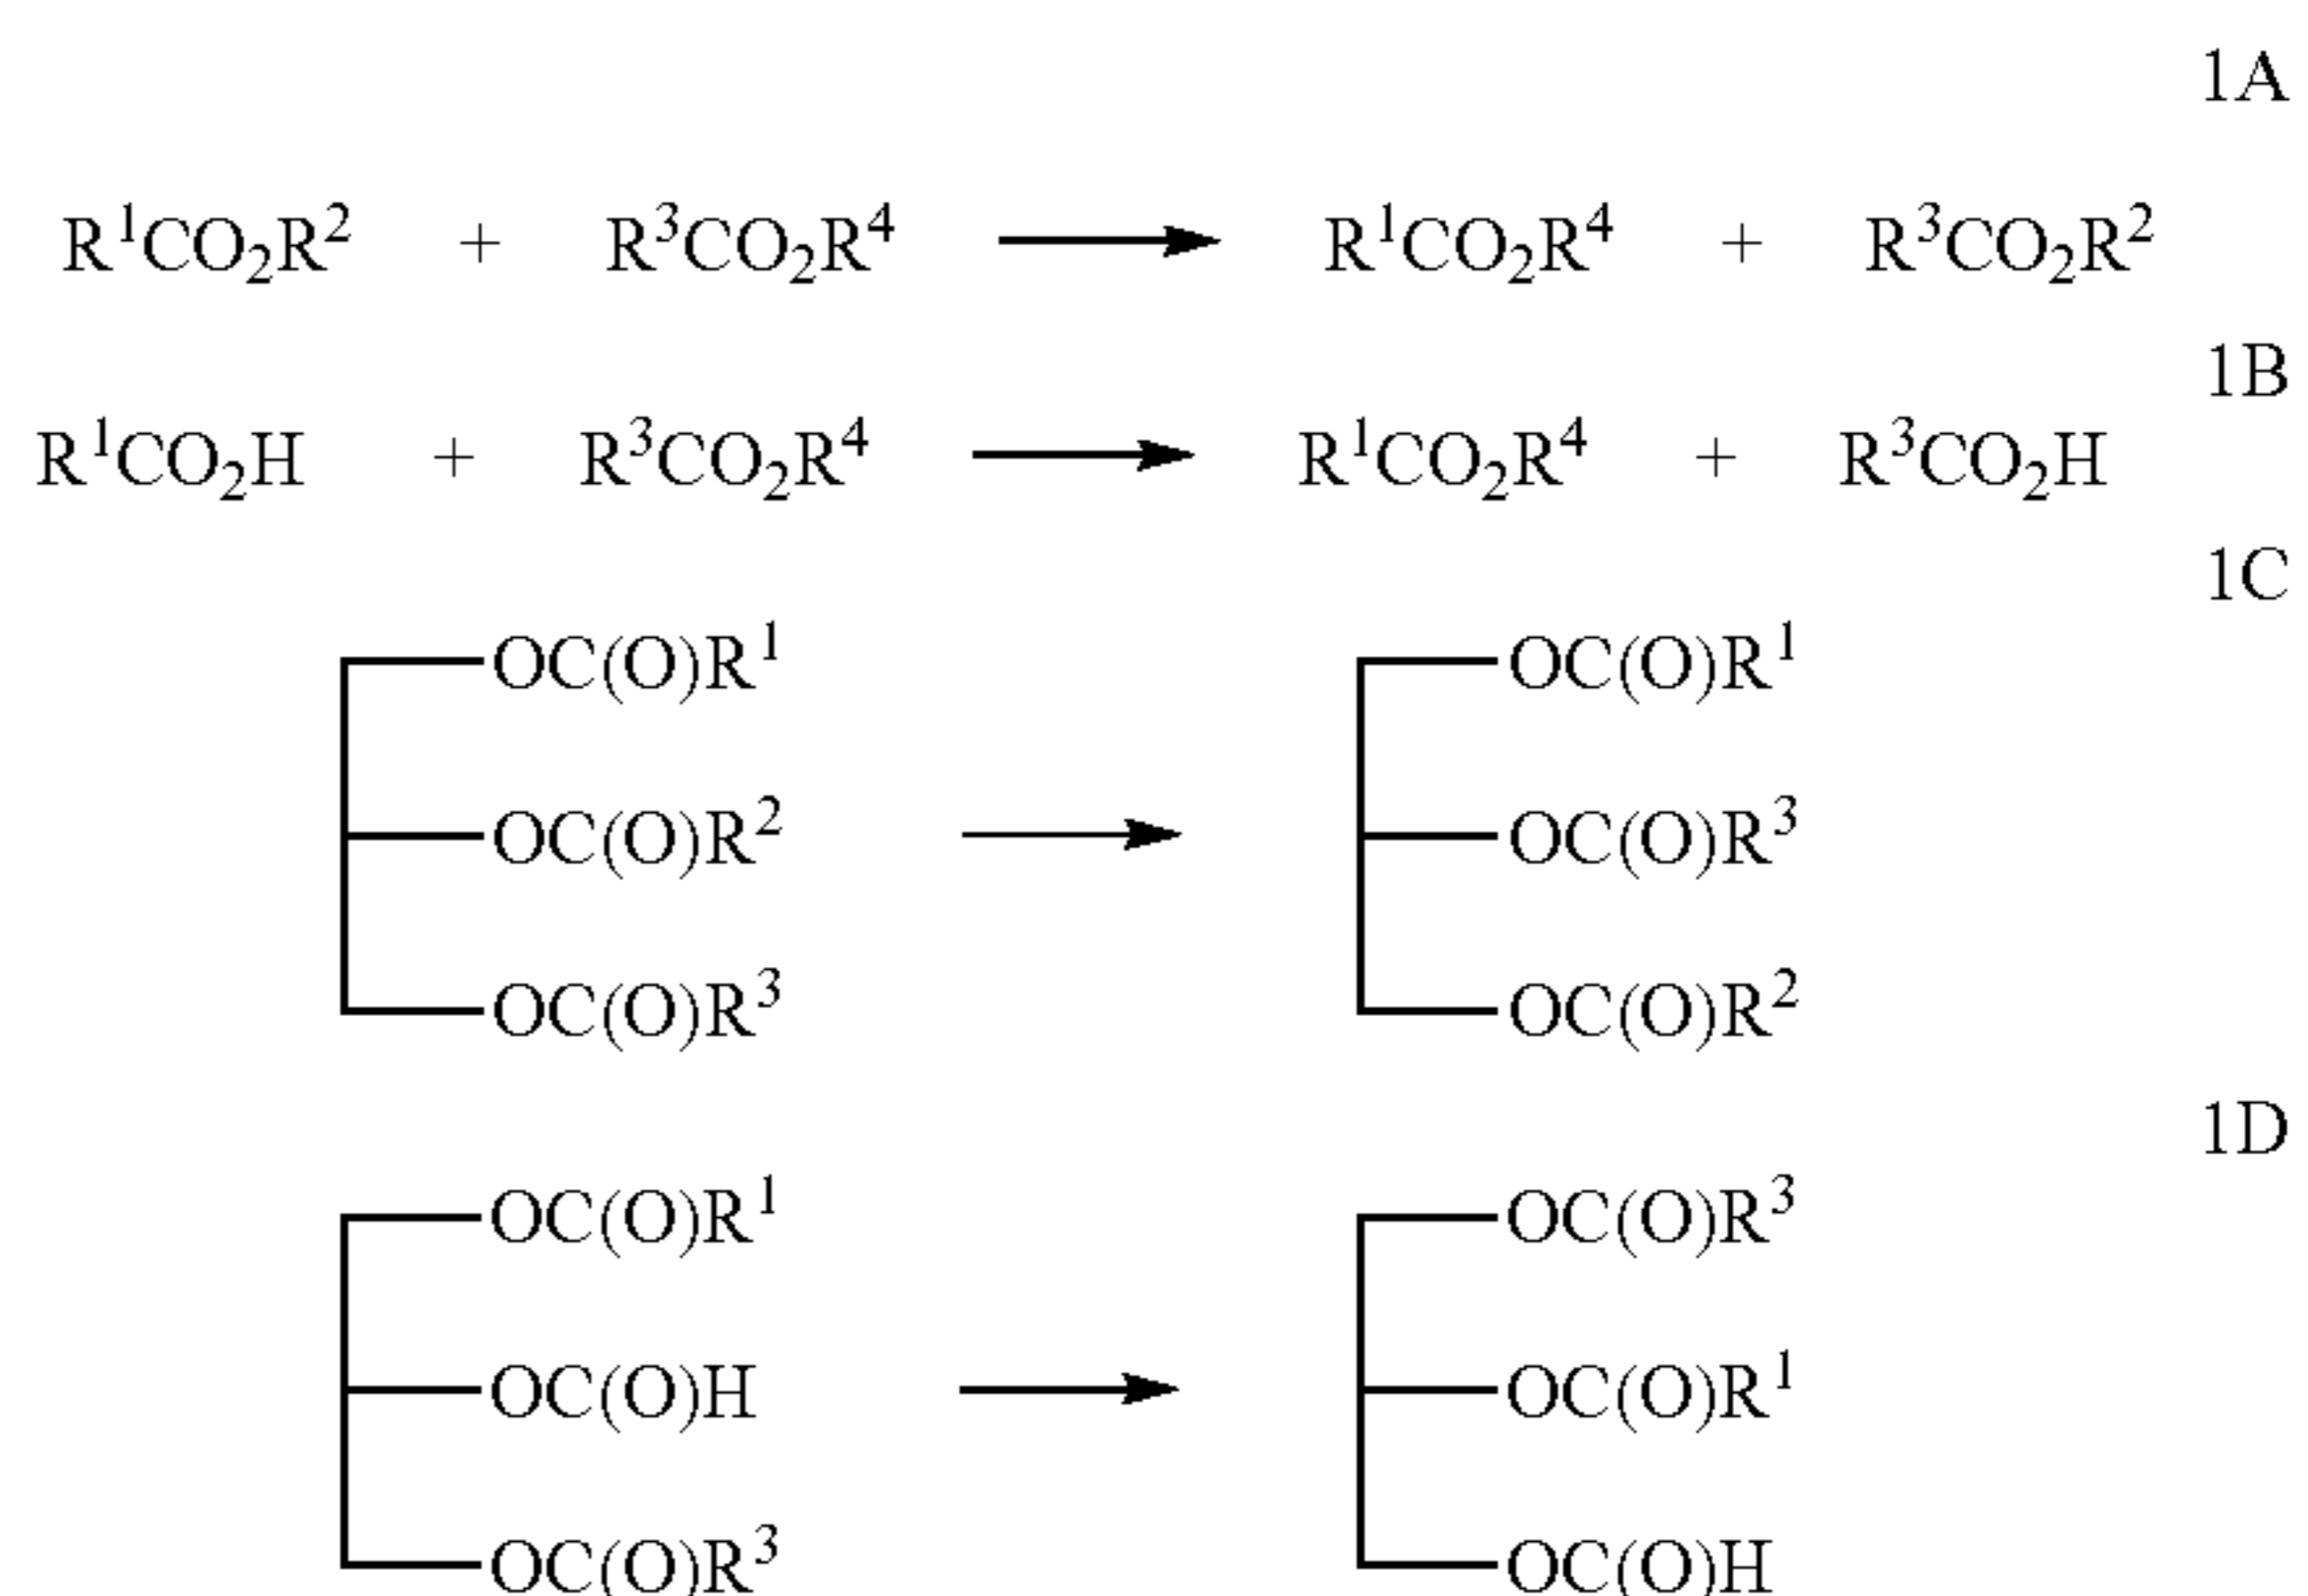 1A
R¹CO₂R² + R³CO₂R⁴ ⟶ R¹CO₂R⁴ + R³CO₂R²
1B
R¹CO₂H + R³CO₂R⁴ ⟶ R¹CO₂R⁴ + R³CO₂H
1C
OC(O)R¹ OC(O)R¹
OC(O)R² ⟶ OC(O)R³
OC(O)R³ OC(O)R²
1D
OC(O)R¹ OC(O)R³
OC(O)H ⟶ OC(O)R¹
OC(O)R³ OC(O)H